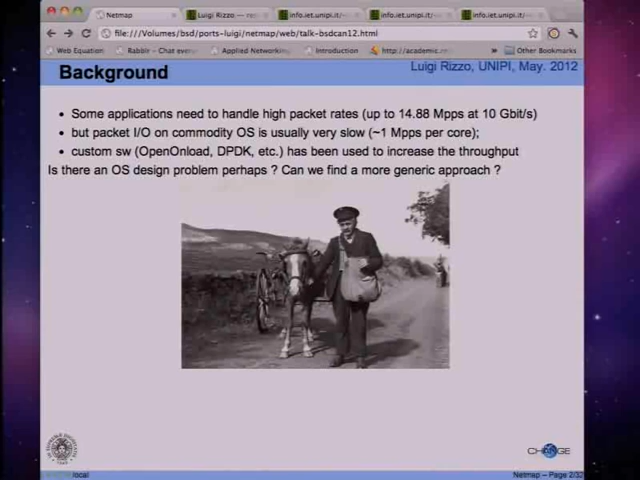 Netmap
Luigi Rizzo
info.iet.unipi.it/
info.iet.unipi.it/
info.iet.unipi.it/
file:///Volumes/bsd/ports-luigi/netmap/web/talk-bsdcan12.html
Web Equation
Applied Networking
Introduction
http://academic.
»
Other Bookmarks
Background
Luigi Rizzo, UNIPI, May. 2012
• Some applications need to handle high packet rates (up to 14.88 Mpps at 10 Gbit/s)
• but packet I/O on commodity OS is usually very slow (~1 Mpps per core);
• custom sw (OpenOnload, DPDK, etc.) has been used to increase the throughput
Is there an OS design problem perhaps ? Can we find a more generic approach ?
CHANGE
local
Netmap – Page 2/32